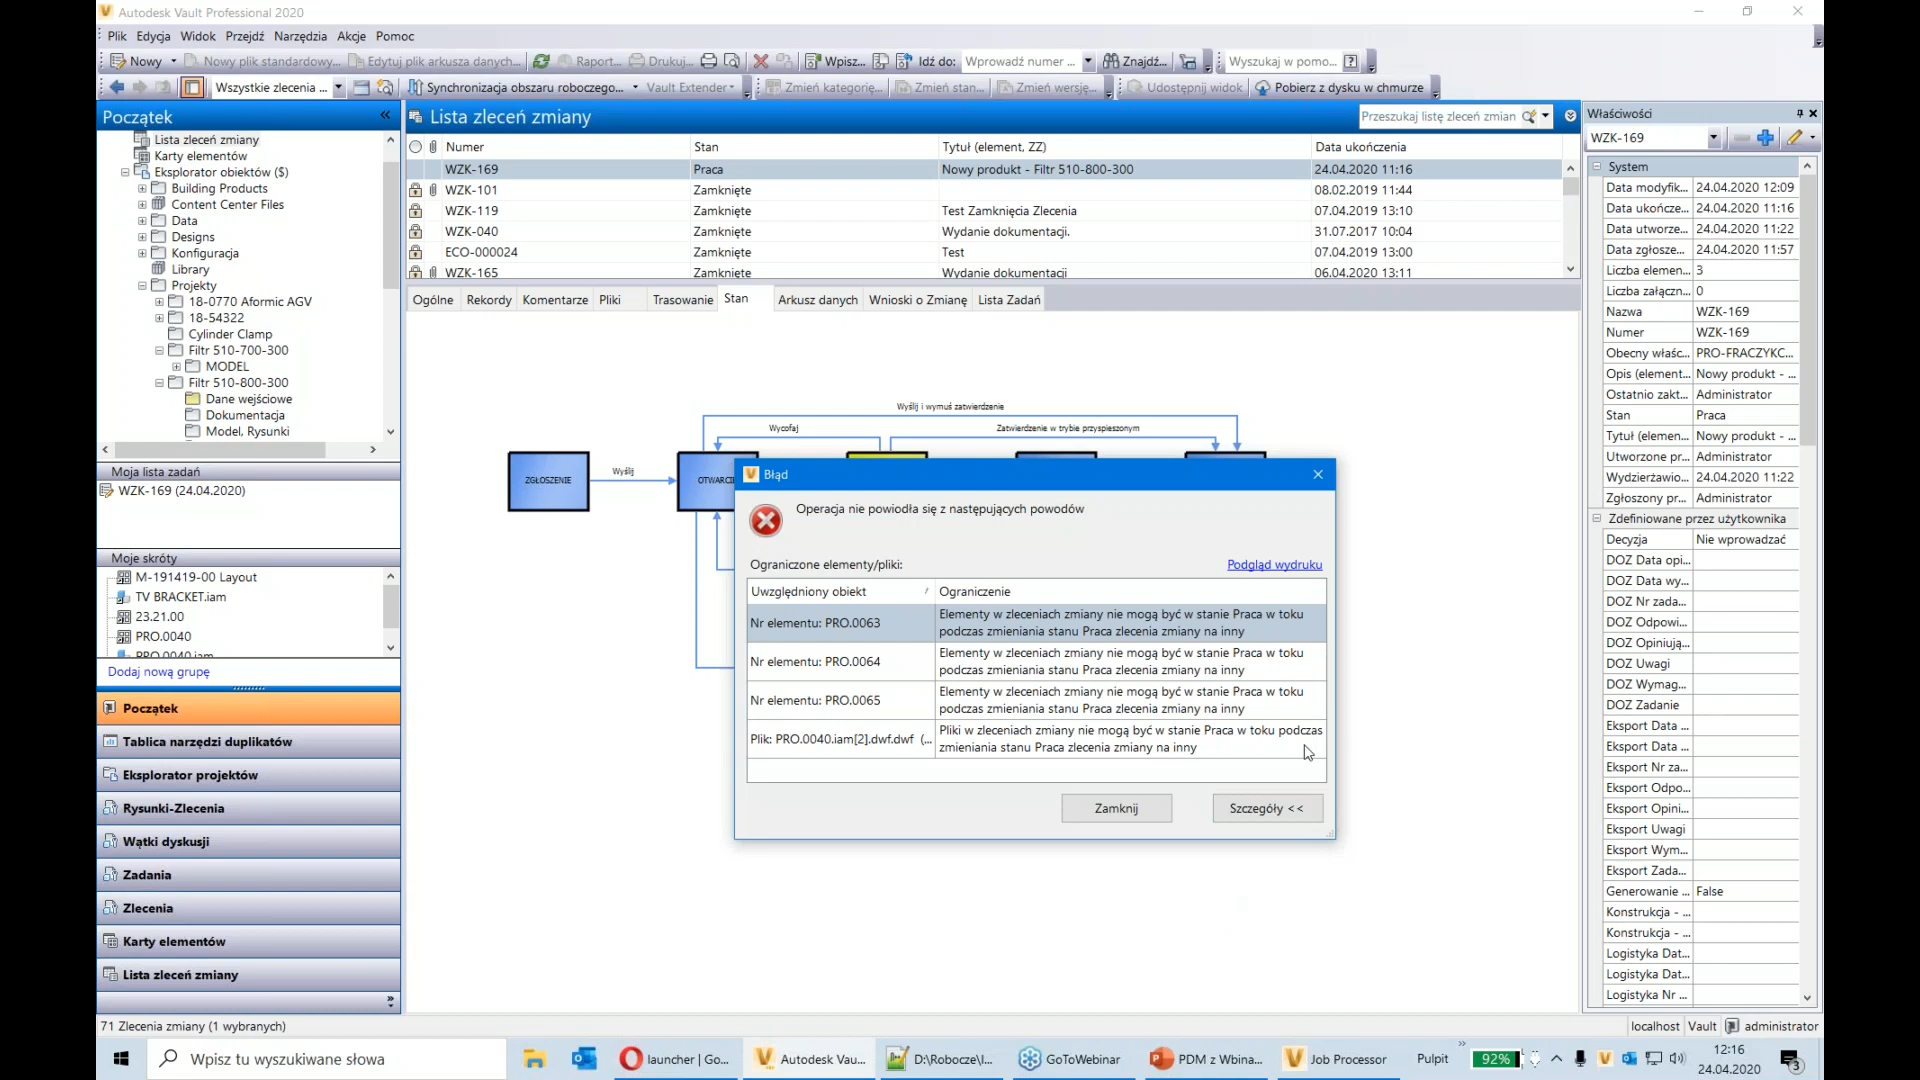 Autodesk Vault Professional 2020
Plik Edycja Widok Przejdź Narzędzia Akcje Pomoc
Nowy Nowy plik standardowy... Edytuj plik arkusza danych... Raport... Drukuj... Wpisz... Idź do: Wprowadź numer ... Znajdź... Wyszukaj w pomo...
Wszystkie zlecenia ... Synchronizacja obszaru roboczego... Vault Extender Zmień kategorię... Zmień stan... Zmień wersję... Udostępnij widok Pobierz z dysku w chmurze
Początek
Lista zleceń zmiany
Karty elementów
Eksplorator obiektów ($)
Building Products
Content Center Files
Data
Designs
Konfiguracja
Library
Projekty
18-0770 Aformic AGV
18-54322
Cylinder Clamp
Filtr 510-700-300
MODEL
Filtr 510-800-300
Dane wejściowe
Dokumentacja
Model, Rysunki
Moja lista zadań
WZK-169 (24.04.2020)
Moje skróty
M-191419-00 Layout
TV BRACKET.iam
23.21.00
PRO.0040
PRO.0040.iam
Dodaj nową grupę
Początek
Tablica narzędzi duplikatów
Eksplorator projektów
Rysunki-Zlecenia
Wątki dyskusji
Zadania
Zlecenia
Karty elementów
Lista zleceń zmiany
Lista zleceń zmiany
Przeszukaj listę zleceń zmian
Numer Stan Tytuł (element, ZZ) Data ukończenia
WZK-169 Praca Nowy produkt - Filtr 510-800-300 24.04.2020 11:16
WZK-101 Zamknięte 08.02.2019 11:44
WZK-119 Zamknięte Test Zamknięcia Zlecenia 07.04.2019 13:10
WZK-040 Zamknięte Wydanie dokumentacji. 31.07.2017 10:04
ECO-000024 Zamknięte Test 07.04.2019 13:00
WZK-165 Zamknięte Wydanie dokumentacji 06.04.2020 13:11
Ogólne Rekordy Komentarze Pliki Trasowanie Stan Arkusz danych Wnioski o Zmianę Lista Zadań
Wyślij i wymuś zatwierdzenie
Wycofaj
Zatwierdzenie w trybie przyspieszonym
ZGŁOSZENIE
Wyślij
Błąd
Operacja nie powiodła się z następujących powodów
Ograniczone elementy/pliki:
Podgląd wydruku
Uwzględniony obiekt / Ograniczenie
Nr elementu: PRO.0063
Elementy w zleceniach zmiany nie mogą być w stanie Praca w toku
podczas zmieniania stanu Praca zlecenia zmiany na inny
Nr elementu: PRO.0064
Elementy w zleceniach zmiany nie mogą być w stanie Praca w toku
podczas zmieniania stanu Praca zlecenia zmiany na inny
Nr elementu: PRO.0065
Elementy w zleceniach zmiany nie mogą być w stanie Praca w toku
podczas zmieniania stanu Praca zlecenia zmiany na inny
Plik: PRO.0040.iam[2].dwf.dwf (...
Pliki w zleceniach zmiany nie mogą być w stanie Praca w toku podczas
zmieniania stanu Praca zlecenia zmiany na inny
Zamknij
Szczegóły <<
Właściwości
WZK-169
System
Data modyfik... 24.04.2020 12:09
Data ukończe... 24.04.2020 11:16
Data utworze... 24.04.2020 11:22
Data zgłosze... 24.04.2020 11:57
Liczba elemen... 3
Liczba załączn... 0
Nazwa WZK-169
Numer WZK-169
Obecny właśc... PRO-FRACZYKC...
Opis (element... Nowy produkt - ...
Ostatnio zakt... Administrator
Stan Praca
Tytuł (elemen... Nowy produkt - ...
Utworzone pr... Administrator
Wydzierżawio... 24.04.2020 11:22
Zgłoszony pr... Administrator
Zdefiniowane przez użytkownika
Decyzja Nie wprowadzać
DOZ Data opi...
DOZ Data wy...
DOZ Nr zada...
DOZ Odpowi...
DOZ Opiniują...
DOZ Uwagi
DOZ Wymag...
DOZ Zadanie
Eksport Data ...
Eksport Data ...
Eksport Nr za...
Eksport Odpo...
Eksport Opini...
Eksport Uwagi
Eksport Wym...
Eksport Zada...
Generowanie ... False
Konstrukcja - ...
Konstrukcja - ...
Logistyka Dat...
Logistyka Dat...
Logistyka Nr ...
71 Zlecenia zmiany (1 wybranych)
localhost Vault administrator
Wpisz tu wyszukiwane słowa
launcher | Go... Autodesk Vau... D:\Robocze\I... GoToWebinar PDM z Wbina... Job Processor Pulpit 92%
12:16
24.04.2020
3